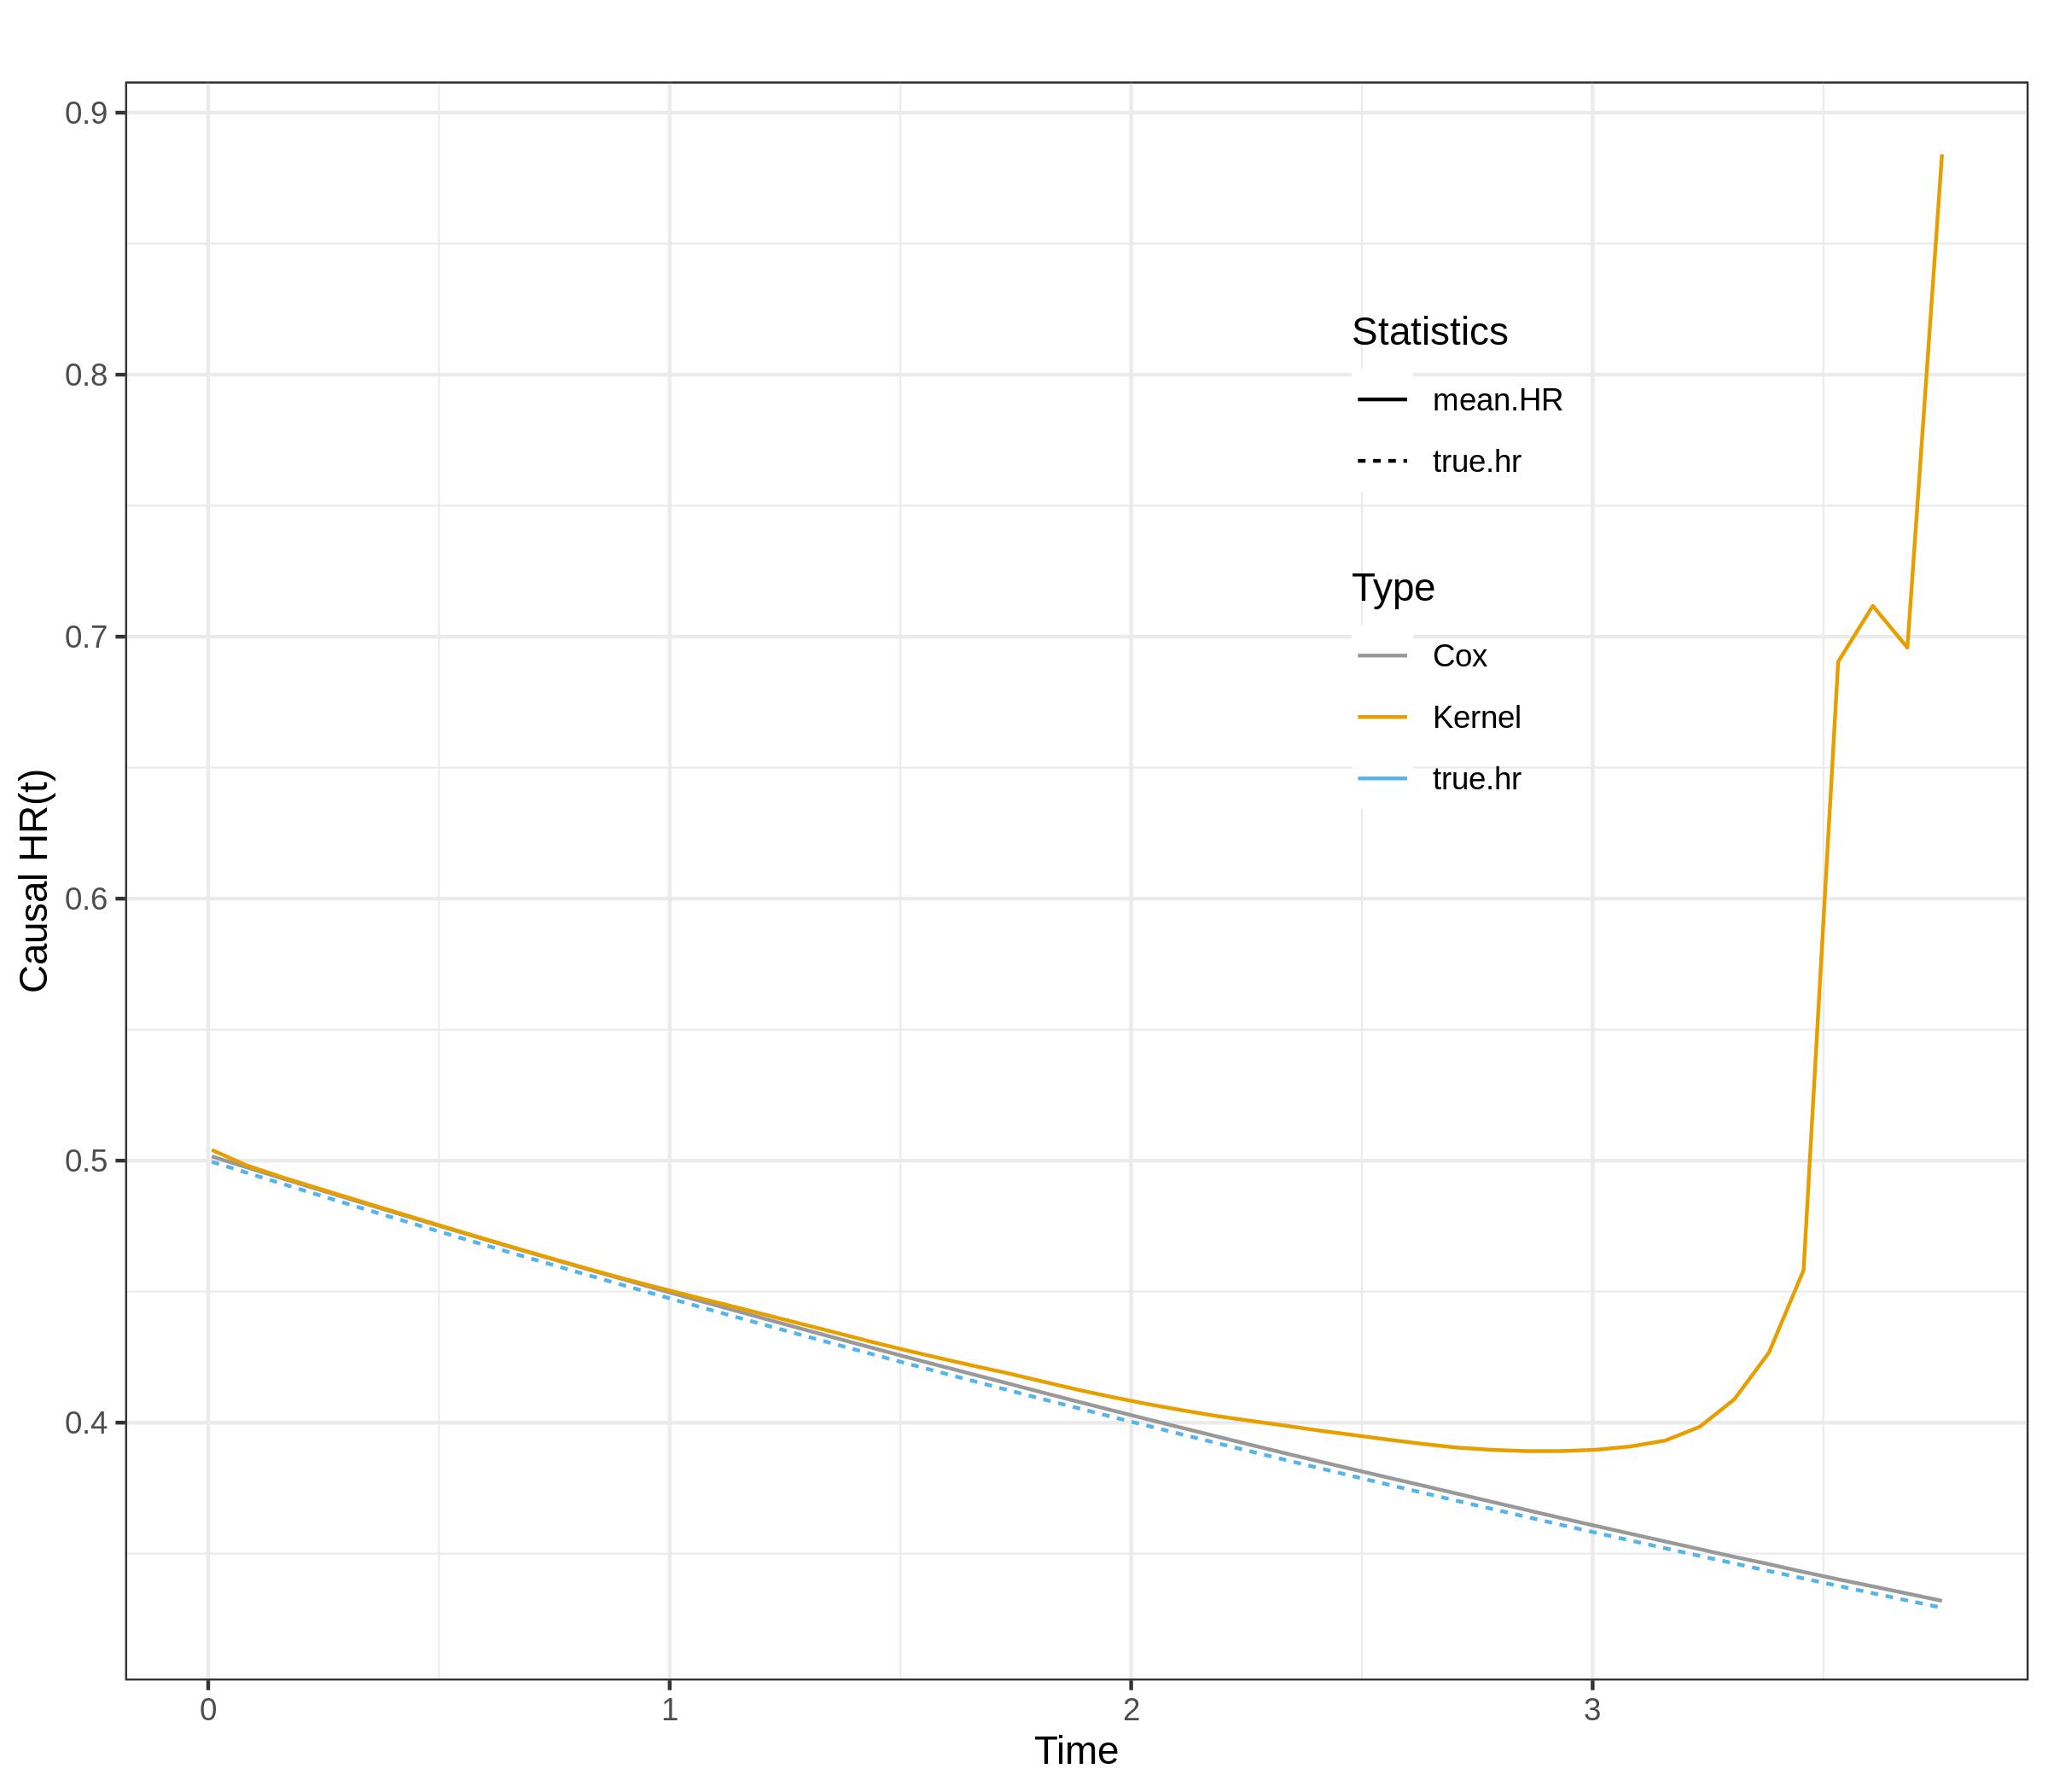 0.9
0.8
0.7
0.6
0.5
0.4
Causal HR(t)
Statistics
mean.HR
true.hr
Type
Cox
Kernel
true.hr
0 1 2 3
Time